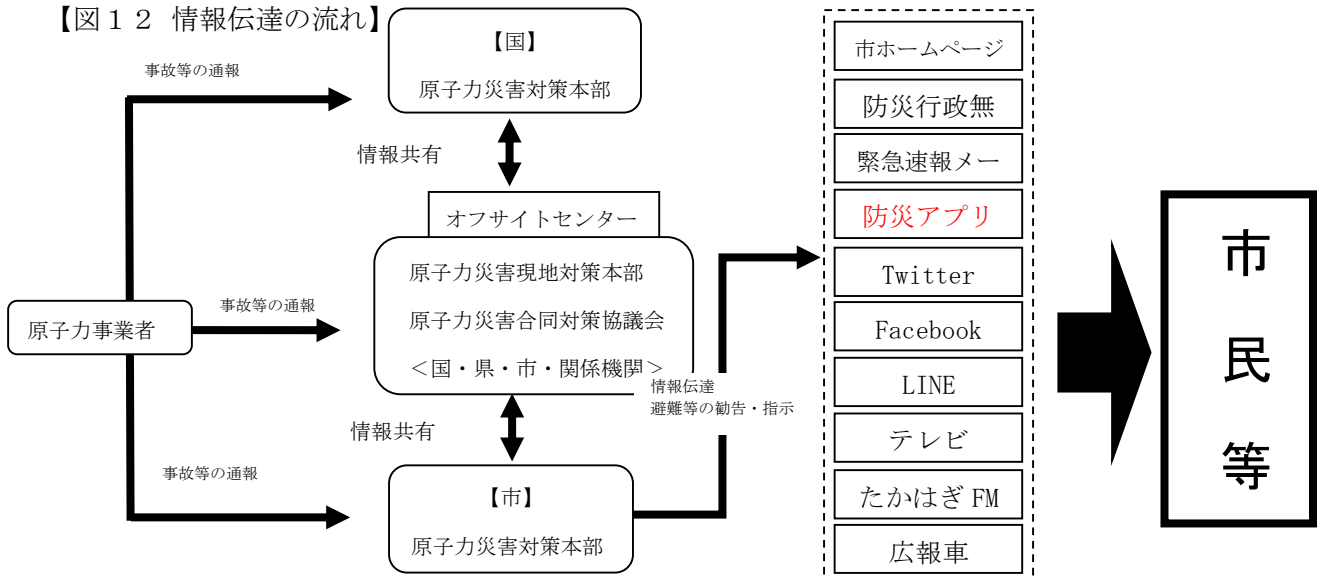 【図１２ 情報伝達の流れ】
事故等の通報
【国】
原子力災害対策本部
情報共有
オフサイトセンター
原子力災害現地対策本部
原子力災害合同対策協議会
＜国・県・市・関係機関＞
原子力事業者
事故等の通報
情報共有
事故等の通報
【市】
原子力災害対策本部
情報伝達
避難等の勧告・指示
市ホームページ
防災行政無
緊急速報メー
防災アプリ
Twitter
Facebook
LINE
テレビ
たかはぎ FM
広報車
市民等